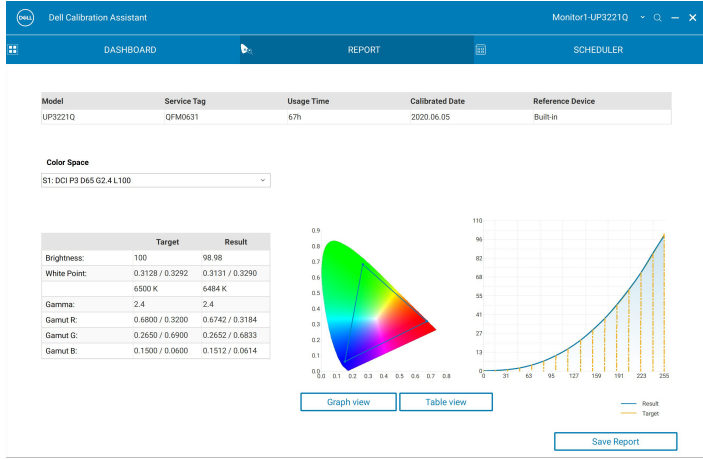 DELL Dell Calibration Assistant Monitor1-UP3221Q
DASHBOARD REPORT SCHEDULER
Model Service Tag Usage Time Calibrated Date Reference Device
UP3221Q QFM0631 67h 2020.06.05 Built-in
Color Space
S1: DCI P3 D65 G2.4 L100
Target Result
Brightness: 100 98.98
White Point: 0.3128 / 0.3292 0.3131 / 0.3290
6500 K 6484 K
Gamma: 2.4 2.4
Gamut R: 0.6800 / 0.3200 0.6742 / 0.3184
Gamut G: 0.2650 / 0.6900 0.2652 / 0.6833
Gamut B: 0.1500 / 0.0600 0.1512 / 0.0614
0.9
0.8
0.7
0.6
0.5
0.4
0.3
0.2
0.1
0.0
0.0 0.1 0.2 0.3 0.4 0.5 0.6 0.7 0.8
110
96
82
68
55
41
27
13
0 31 63 95 127 159 191 223 255
Graph view Table view
Result
Target
Save Report